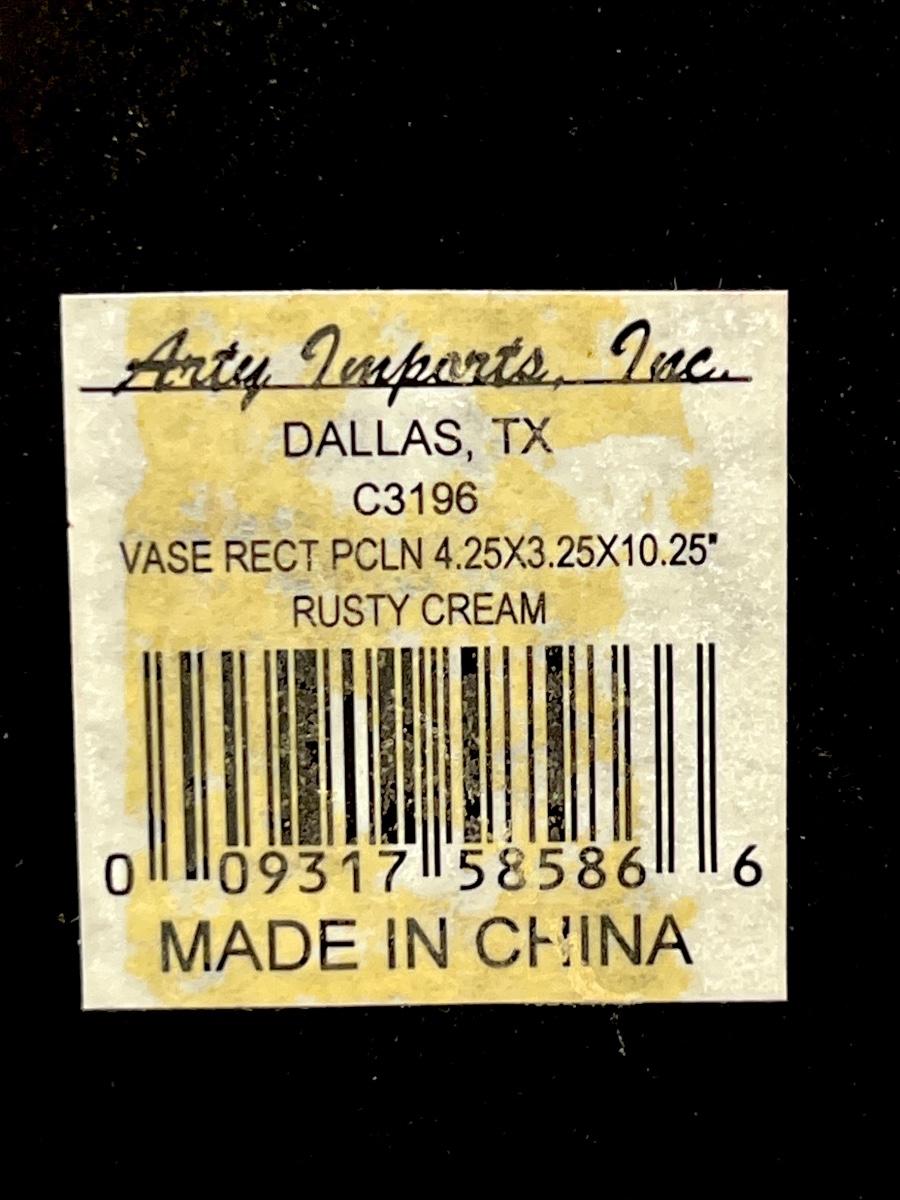 Arty Imports, Inc.
DALLAS, TX
C3196
VASE RECT PCLN 4.25X3.25X10.25"
RUSTY CREAM
0 09317 58586 6
MADE IN CHINA